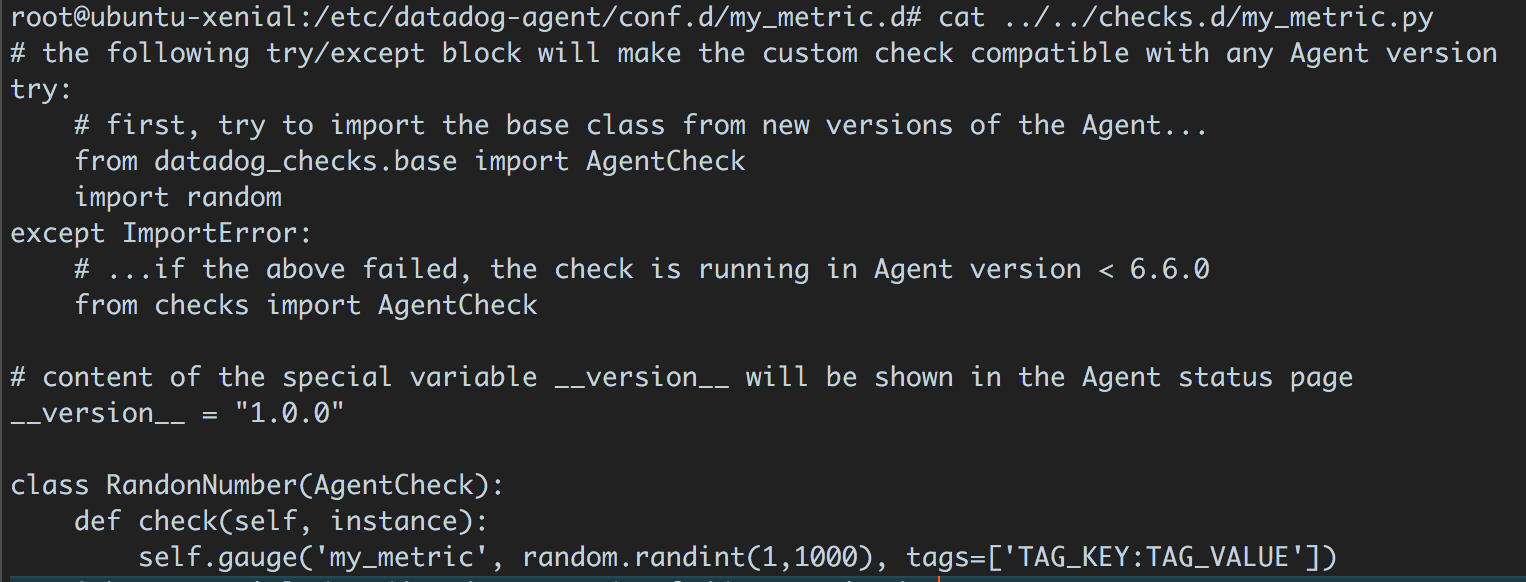 root@ubuntu-xenial:/etc/datadog-agent/conf.d/my_metric.d# cat ../../checks.d/my_metric.py
# the following try/except block will make the custom check compatible with any Agent version
try:
    # first, try to import the base class from new versions of the Agent...
    from datadog_checks.base import AgentCheck
    import random
except ImportError:
    # ...if the above failed, the check is running in Agent version < 6.6.0
    from checks import AgentCheck

# content of the special variable __version__ will be shown in the Agent status page
__version__ = "1.0.0"

class RandonNumber(AgentCheck):
    def check(self, instance):
        self.gauge('my_metric', random.randint(1,1000), tags=['TAG_KEY:TAG_VALUE'])